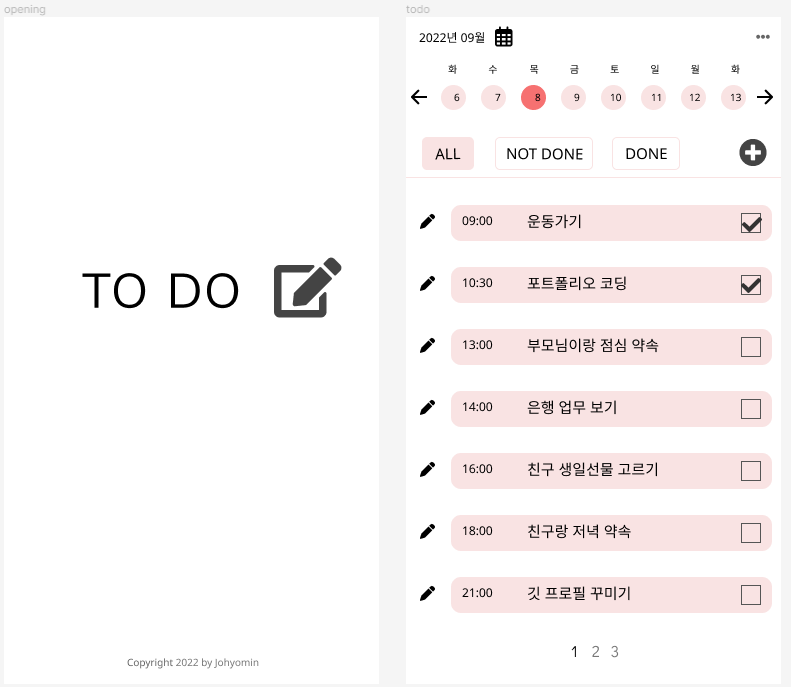 opening
TO DO
Copyright 2022 by Johyomin
todo
2022년 09월
화 수 목 금 토 일 월 화
6 7 8 9 10 11 12 13
ALL NOT DONE DONE
09:00 운동가기
10:30 포트폴리오 코딩
13:00 부모님이랑 점심 약속
14:00 은행 업무 보기
16:00 친구 생일선물 고르기
18:00 친구랑 저녁 약속
21:00 깃 프로필 꾸미기
1 2 3